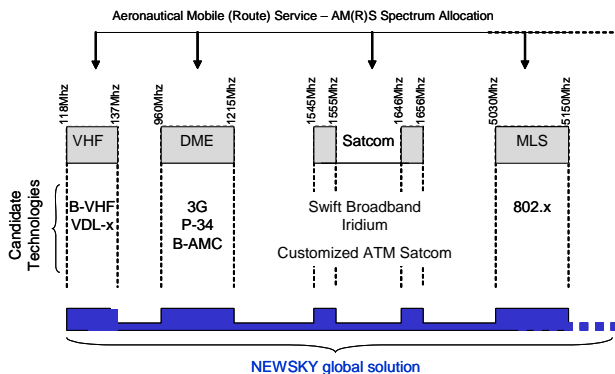 Aeronautical Mobile (Route) Service – AM(R)S Spectrum Allocation
118Mhz
137Mhz
960Mhz
1215Mhz
1545Mhz
1555Mhz
1646Mhz
1656Mhz
5030Mhz
5150Mhz
VHF
DME
Satcom
MLS
Candidate
Technologies
B-VHF
VDL-x
3G
P-34
B-AMC
Swift Broadband
Iridium
Customized ATM Satcom
802.x
NEWSKY global solution